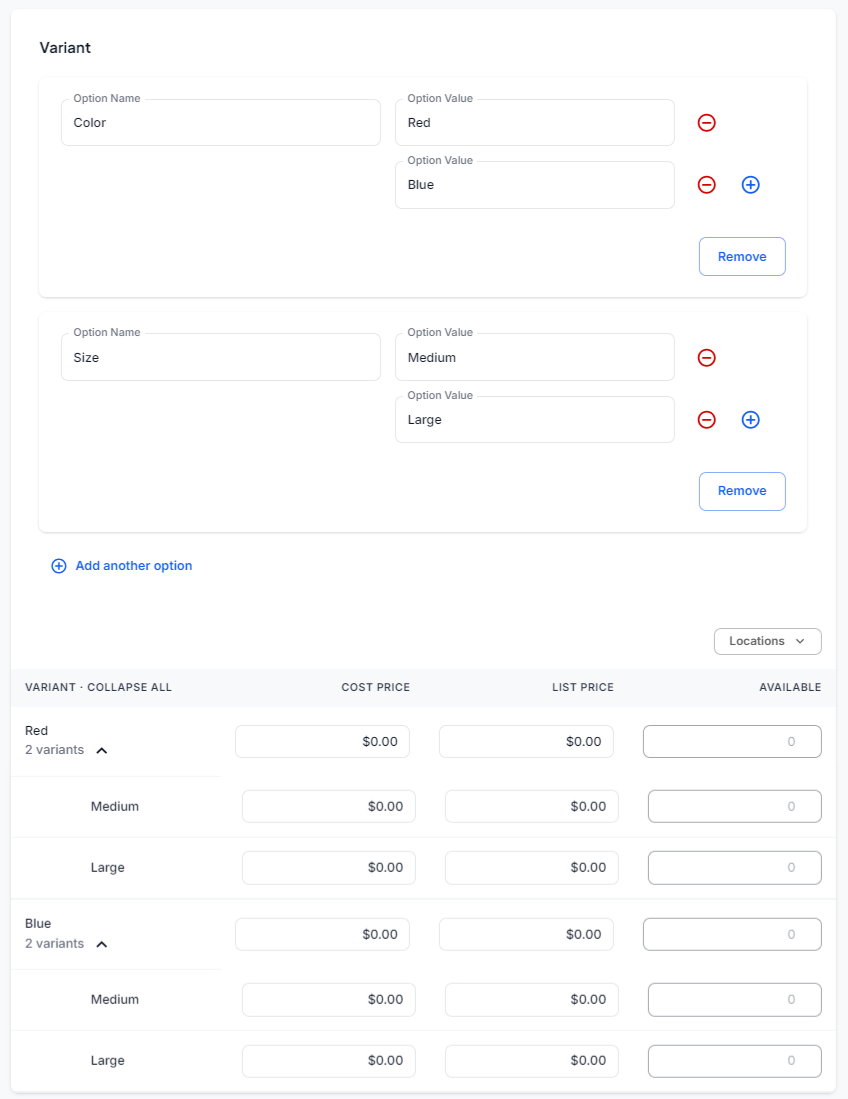 Variant
Option Name
Color
Option Value
Red
Option Value
Blue
Remove
Option Name
Size
Option Value
Medium
Option Value
Large
Remove
Add another option
Locations
VARIANT · COLLAPSE ALL COST PRICE LIST PRICE AVAILABLE
Red
2 variants $0.00 $0.00 0
Medium $0.00 $0.00 0
Large $0.00 $0.00 0
Blue
2 variants $0.00 $0.00 0
Medium $0.00 $0.00 0
Large $0.00 $0.00 0